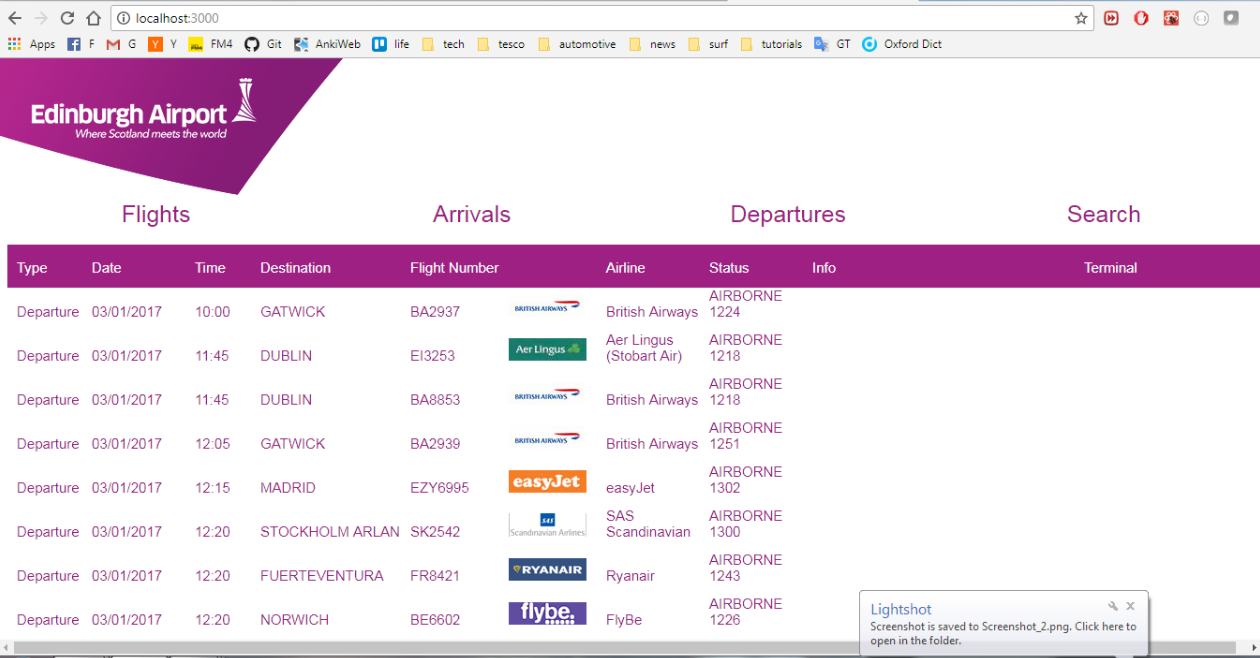 localhost:3000
Apps F G Y FM4 Git AnkiWeb life tech tesco automotive news surf tutorials GT Oxford Dict
Edinburgh Airport
Where Scotland meets the world
Flights Arrivals Departures Search
Type Date Time Destination Flight Number Airline Status Info Terminal
Departure 03/01/2017 10:00 GATWICK BA2937 BRITISH AIRWAYS British Airways AIRBORNE 1224
Departure 03/01/2017 11:45 DUBLIN EI3253 Aer Lingus Aer Lingus (Stobart Air) AIRBORNE 1218
Departure 03/01/2017 11:45 DUBLIN BA8853 BRITISH AIRWAYS British Airways AIRBORNE 1218
Departure 03/01/2017 12:05 GATWICK BA2939 BRITISH AIRWAYS British Airways AIRBORNE 1251
Departure 03/01/2017 12:15 MADRID EZY6995 easyJet easyJet AIRBORNE 1302
Departure 03/01/2017 12:20 STOCKHOLM ARLAN SK2542 SAS Scandinavian Airlines SAS Scandinavian AIRBORNE 1300
Departure 03/01/2017 12:20 FUERTEVENTURA FR8421 RYANAIR Ryanair AIRBORNE 1243
Departure 03/01/2017 12:20 NORWICH BE6602 flybe. FlyBe AIRBORNE 1226
Lightshot
Screenshot is saved to Screenshot_2.png. Click here to
open in the folder.